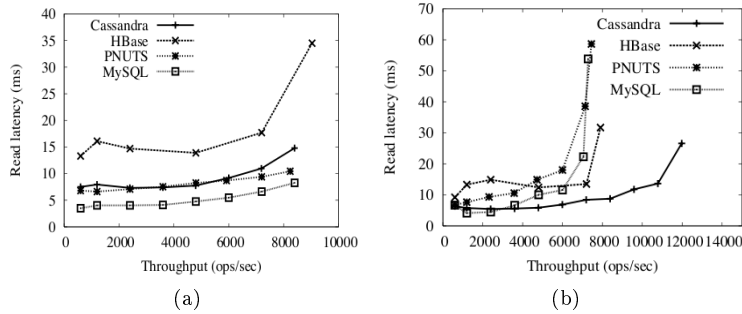 40
35
30
25
20
15
10
5
0
Read latency (ms)
Cassandra
HBase
PNUTS
MySQL
0 2000 4000 6000 8000 10000
Throughput (ops/sec)
(a)
70
60
50
40
30
20
10
0
Read latency (ms)
Cassandra
HBase
PNUTS
MySQL
0 2000 4000 6000 8000 10000 12000 14000
Throughput (ops/sec)
(b)